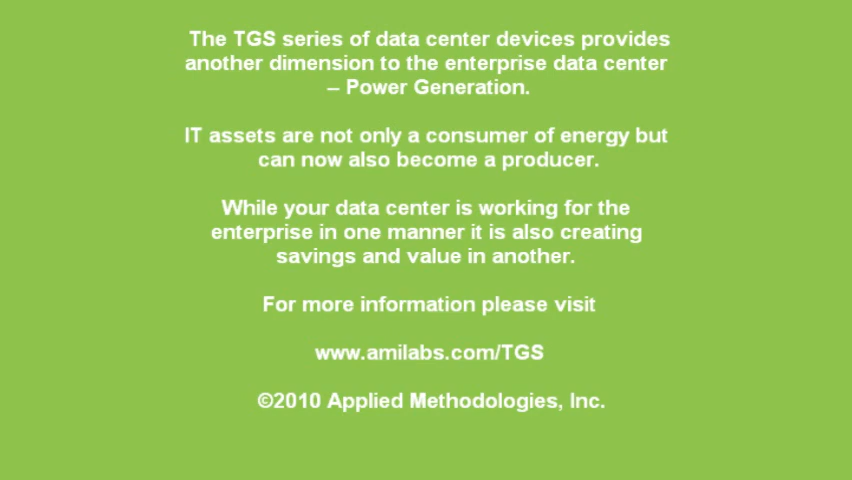 The TGS series of data center devices provides
another dimension to the enterprise data center
– Power Generation.
IT assets are not only a consumer of energy but
can now also become a producer.
While your data center is working for the
enterprise in one manner it is also creating
savings and value in another.
For more information please visit
www.amilabs.com/TGS
©2010 Applied Methodologies, Inc.